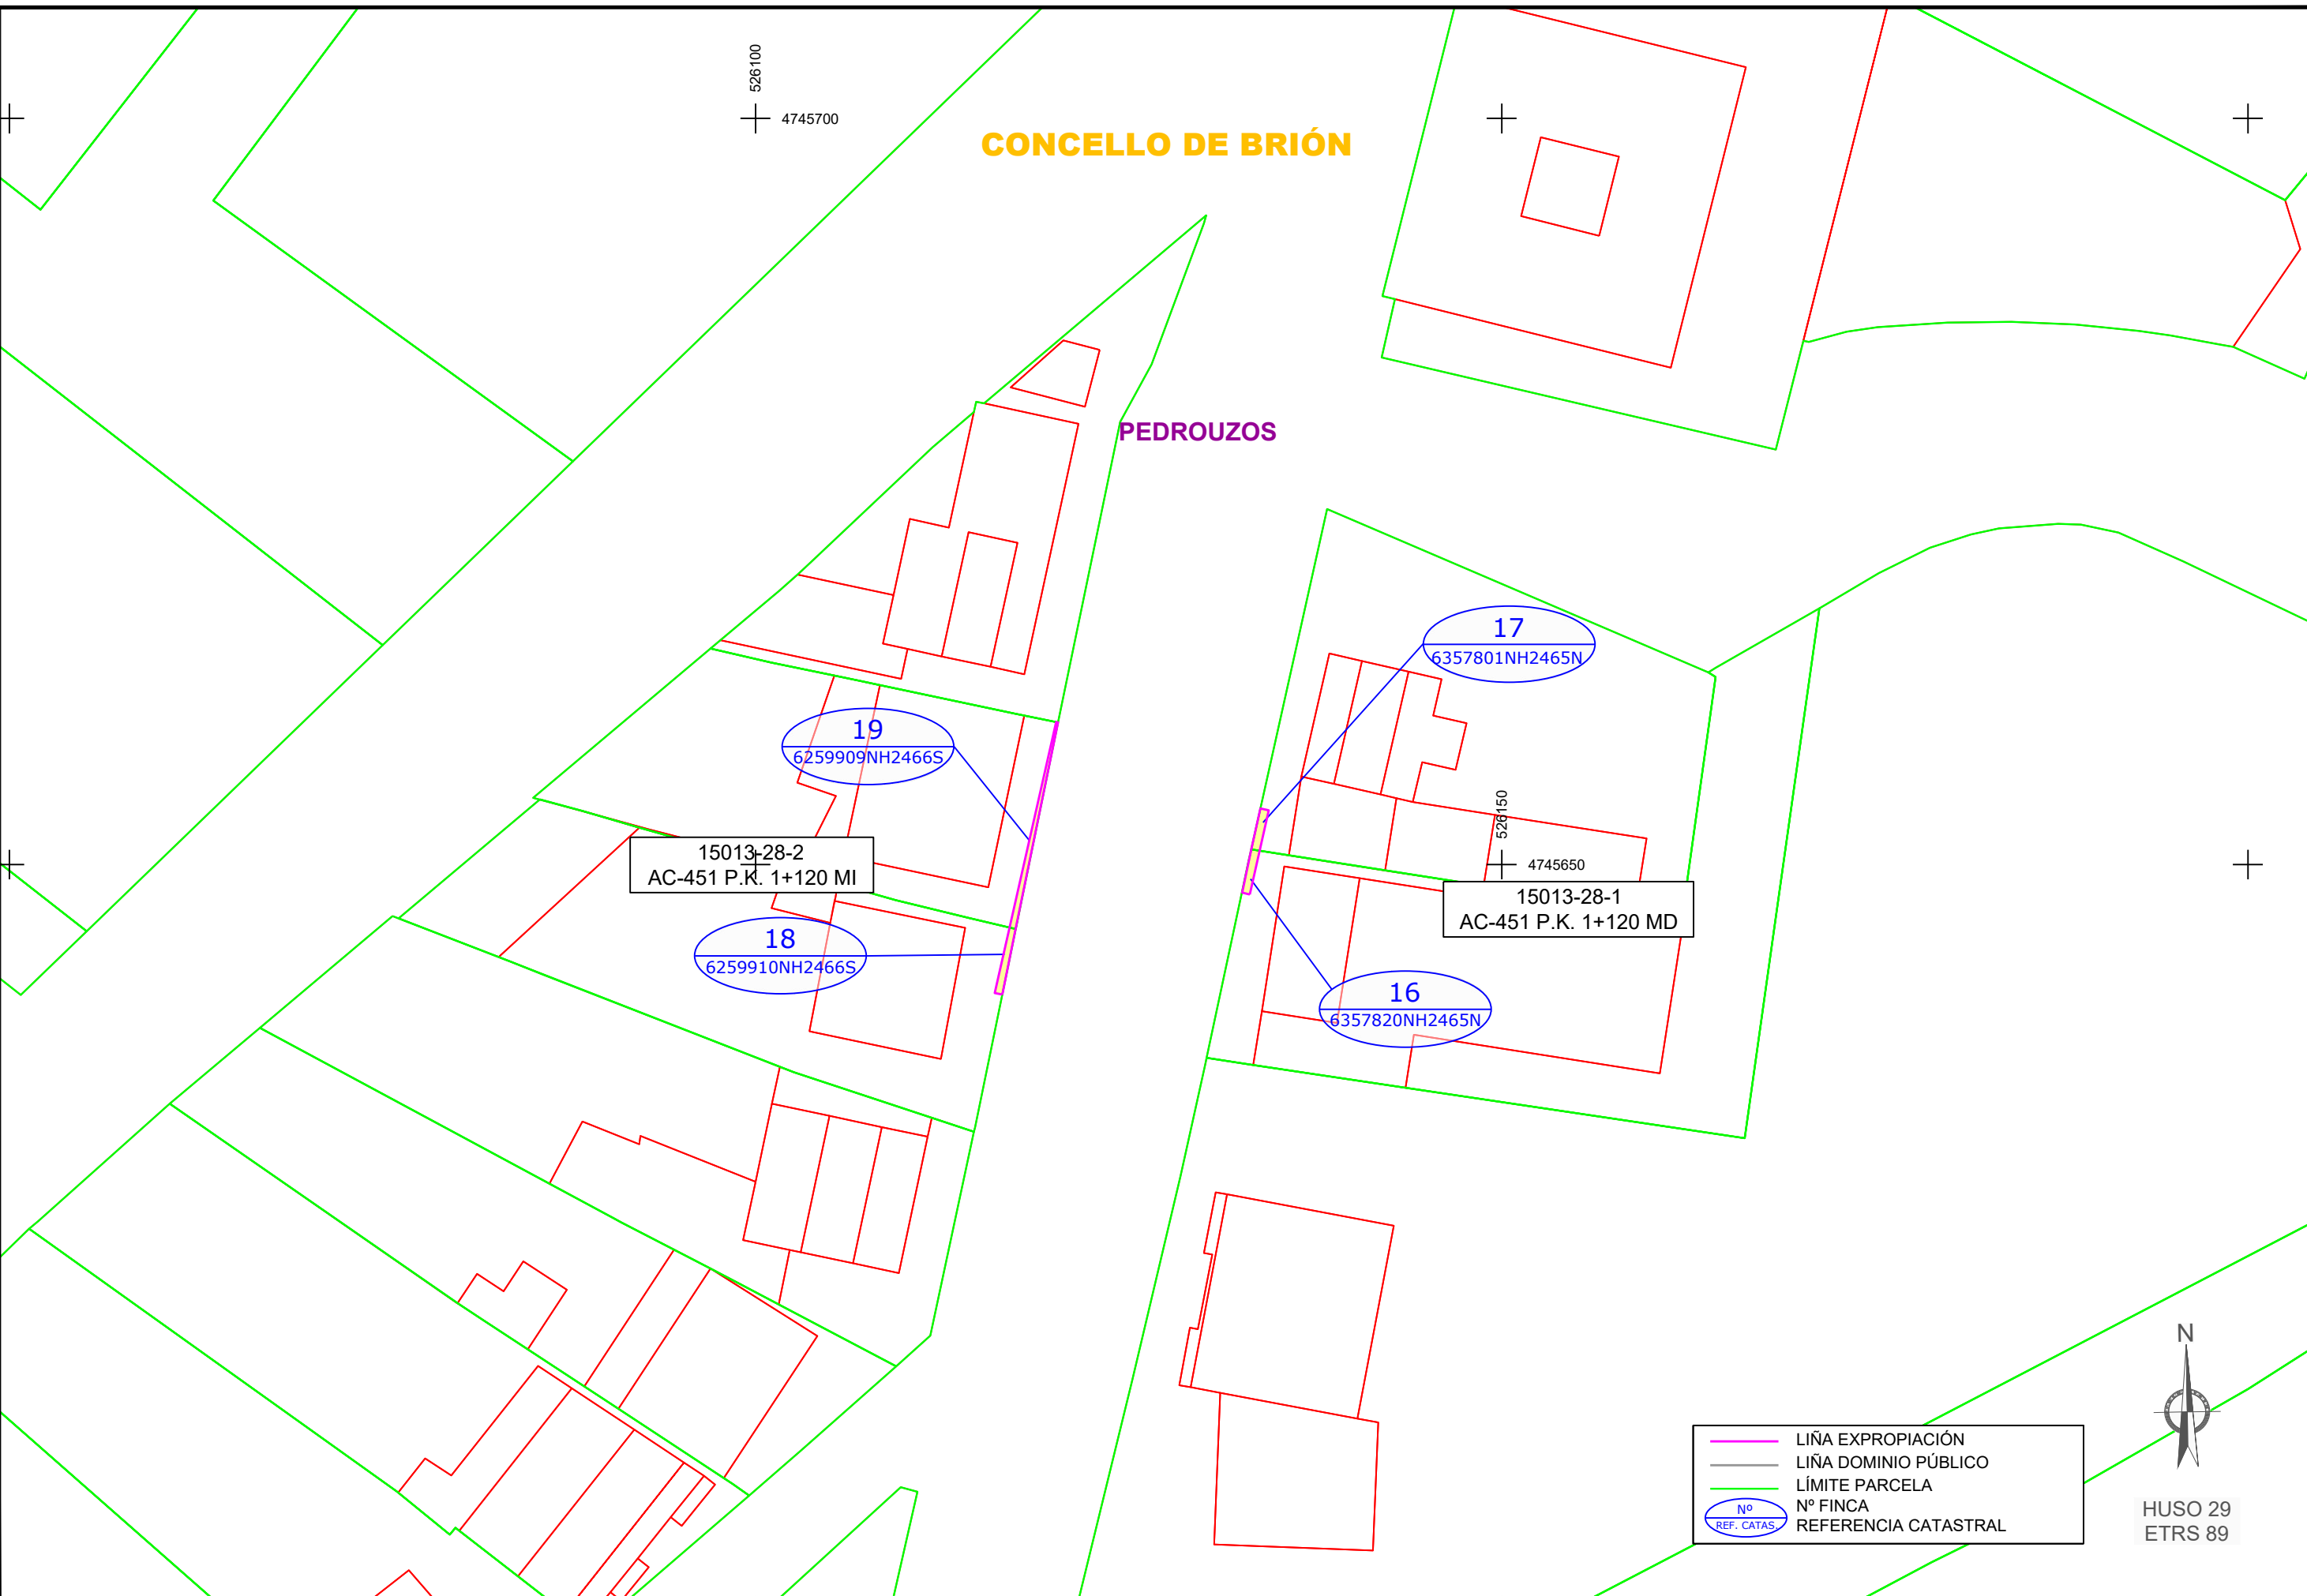 526100
4745700
CONCELLO DE BRIÓN
PEDROUZOS
17
6357801NH2465N
19
6259909NH2466S
526150
4745650
15013-28-2
AC-451 P.K. 1+120 MI
15013-28-1
AC-451 P.K. 1+120 MD
18
6259910NH2466S
16
6357820NH2465N
N
LIÑA EXPROPIACIÓN
LIÑA DOMINIO PÚBLICO
LÍMITE PARCELA
Nº
REF. CATAS.
Nº FINCA
REFERENCIA CATASTRAL
HUSO 29
ETRS 89